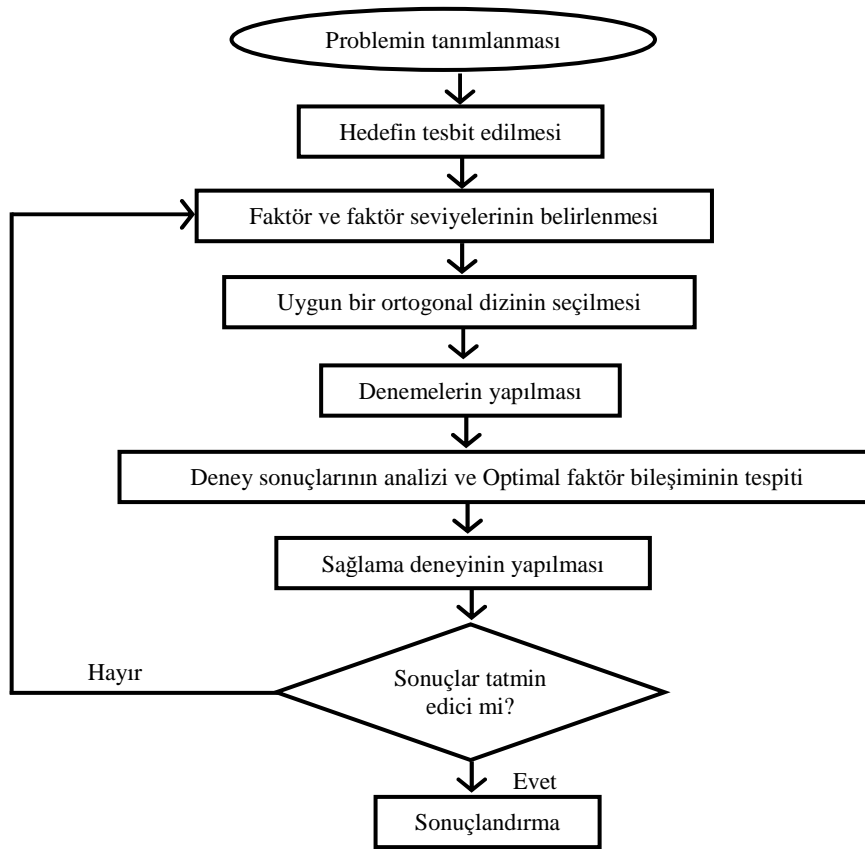 Problemin tanımlanması
Hedefin tesbit edilmesi
Faktör ve faktör seviyelerinin belirlenmesi
Uygun bir ortogonal dizinin seçilmesi
Denemelerin yapılması
Deney sonuçlarının analizi ve Optimal faktör bileşiminin tespiti
Sağlama deneyinin yapılması
Hayır
Sonuçlar tatmin
edici mi?
Evet
Sonuçlandırma